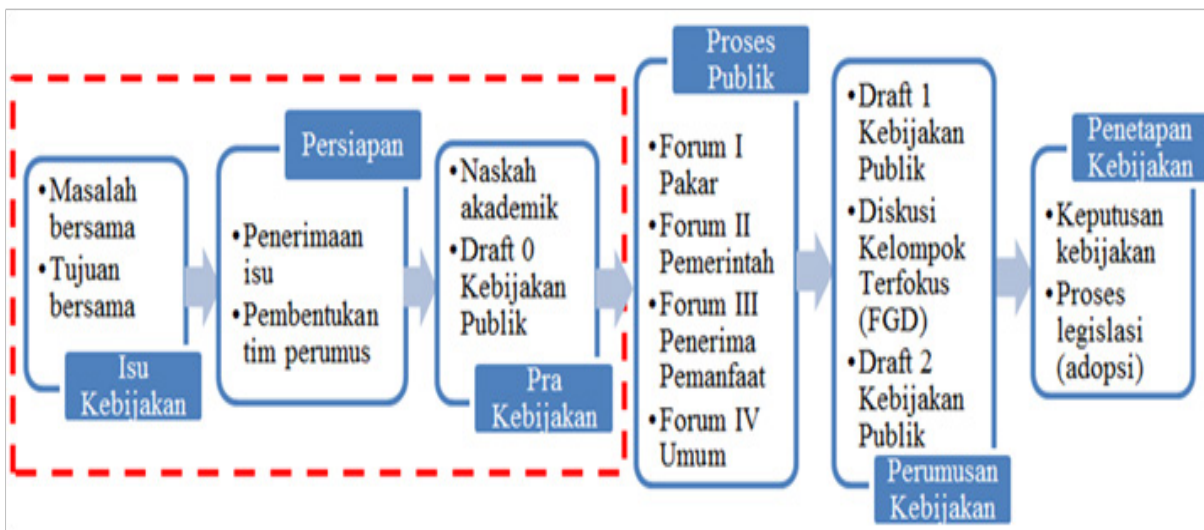 •Masalah
bersama
•Tujuan
bersama
Isu
Kebijakan
Persiapan
•Penerimaan
isu
•Pembentukan
tim perumus
•Naskah
akademik
•Draft 0
Kebijakan
Publik
Pra
Kebijakan
Proses
Publik
•Forum I
Pakar
•Forum II
Pemerintah
•Forum III
Penerima
Pemanfaat
•Forum IV
Umum
•Draft 1
Kebijakan
Publik
•Diskusi
Kelompok
Terfokus
(FGD)
•Draft 2
Kebijakan
Publik
Perumusan
Kebijakan
Penetapan
Kebijakan
•Keputusan
kebijakan
•Proses
legislasi
(adopsi)